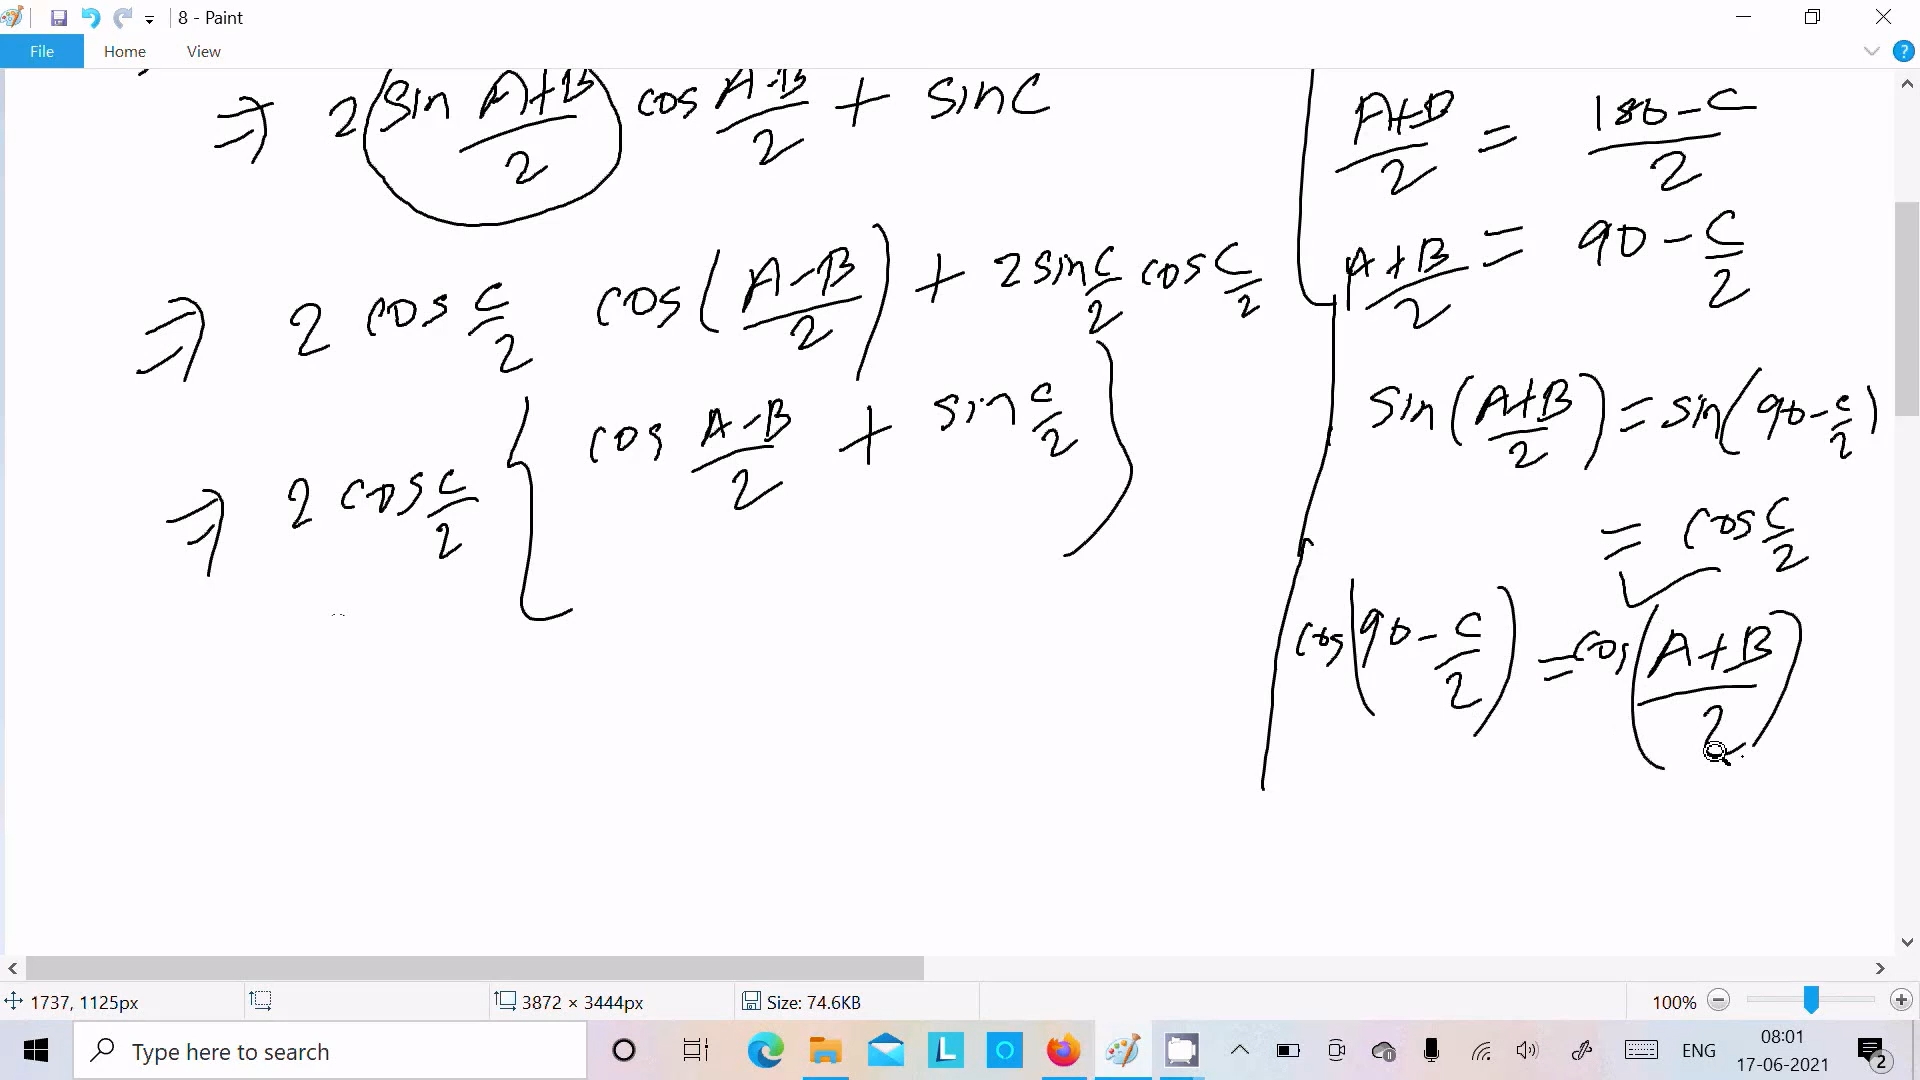 8 - Paint
File Home View
⇒ 2 sin A+B/2 cos A-B/2 + sin C
⇒ 2 cos C/2 cos(A-B/2) + 2 sin C/2 cos C/2
⇒ 2 cos C/2 { cos A-B/2 + sin C/2 }
A+B/2 = 180-C/2
A+B/2 = 90 - C/2
sin(A+B/2) = sin(90 - C/2)
= cos C/2
cos(90 - C/2) = cos(A+B/2)
1737, 1125px 3872 × 3444px Size: 74.6KB 100%
Type here to search ENG 08:01
17-06-2021 2